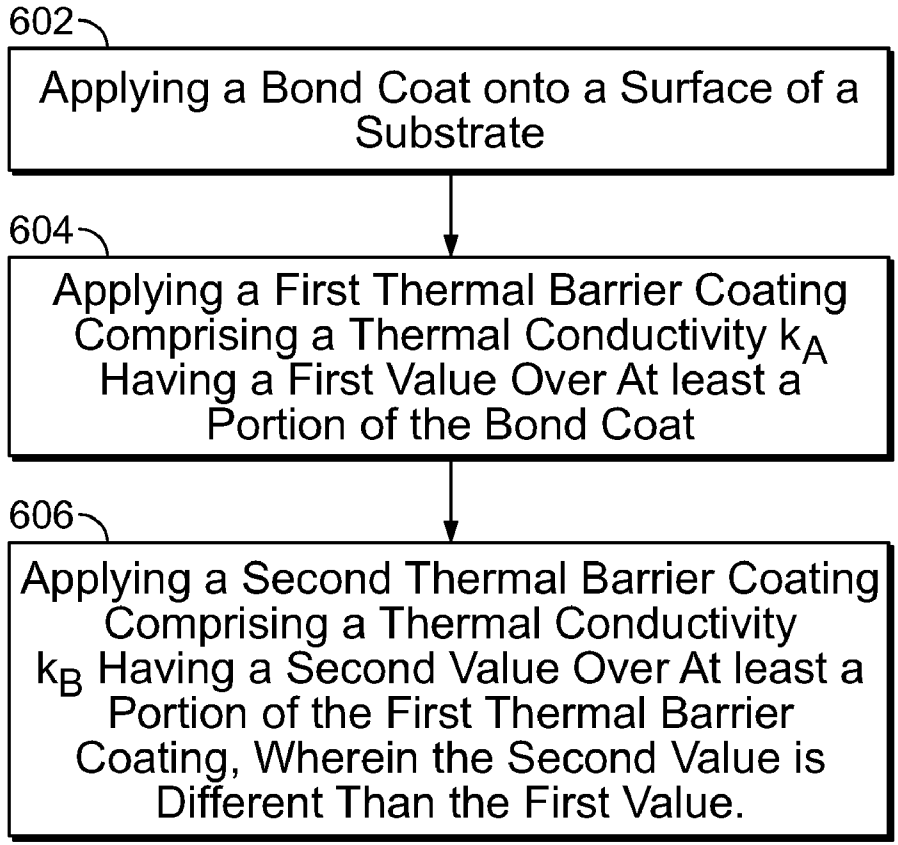 602
Applying a Bond Coat onto a Surface of a
Substrate
604
Applying a First Thermal Barrier Coating
Comprising a Thermal Conductivity kA
Having a First Value Over At least a
Portion of the Bond Coat
606
Applying a Second Thermal Barrier Coating
Comprising a Thermal Conductivity
kB Having a Second Value Over At least a
Portion of the First Thermal Barrier
Coating, Wherein the Second Value is
Different Than the First Value.